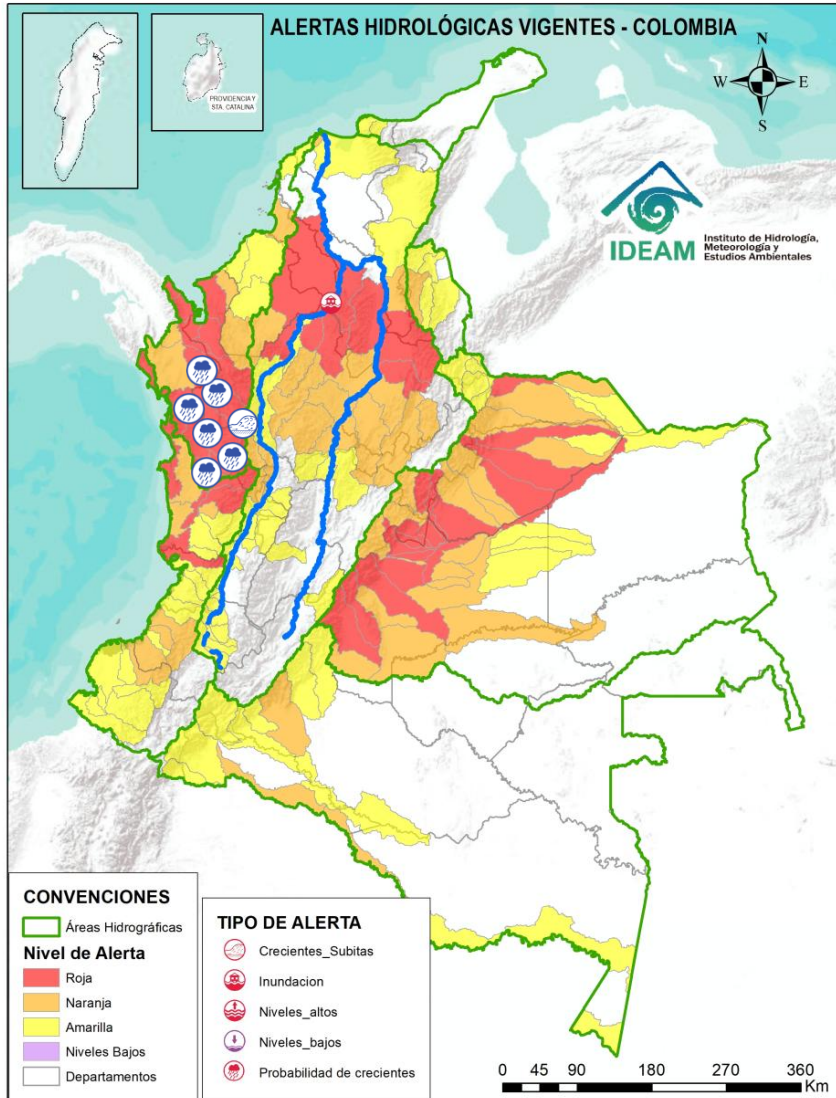 ALERTAS HIDROLÓGICAS VIGENTES - COLOMBIA
PROVIDENCIA Y
STA. CATALINA
N
W
E
S
IDEAM
Instituto de Hidrología,
Meteorología y
Estudios Ambientales
CONVENCIONES
Áreas Hidrográficas
Nivel de Alerta
Roja
Naranja
Amarilla
Niveles Bajos
Departamentos
TIPO DE ALERTA
Crecientes_Subitas
Inundacion
Niveles_altos
Niveles_bajos
Probabilidad de crecientes
0 45 90 180 270 360
Km